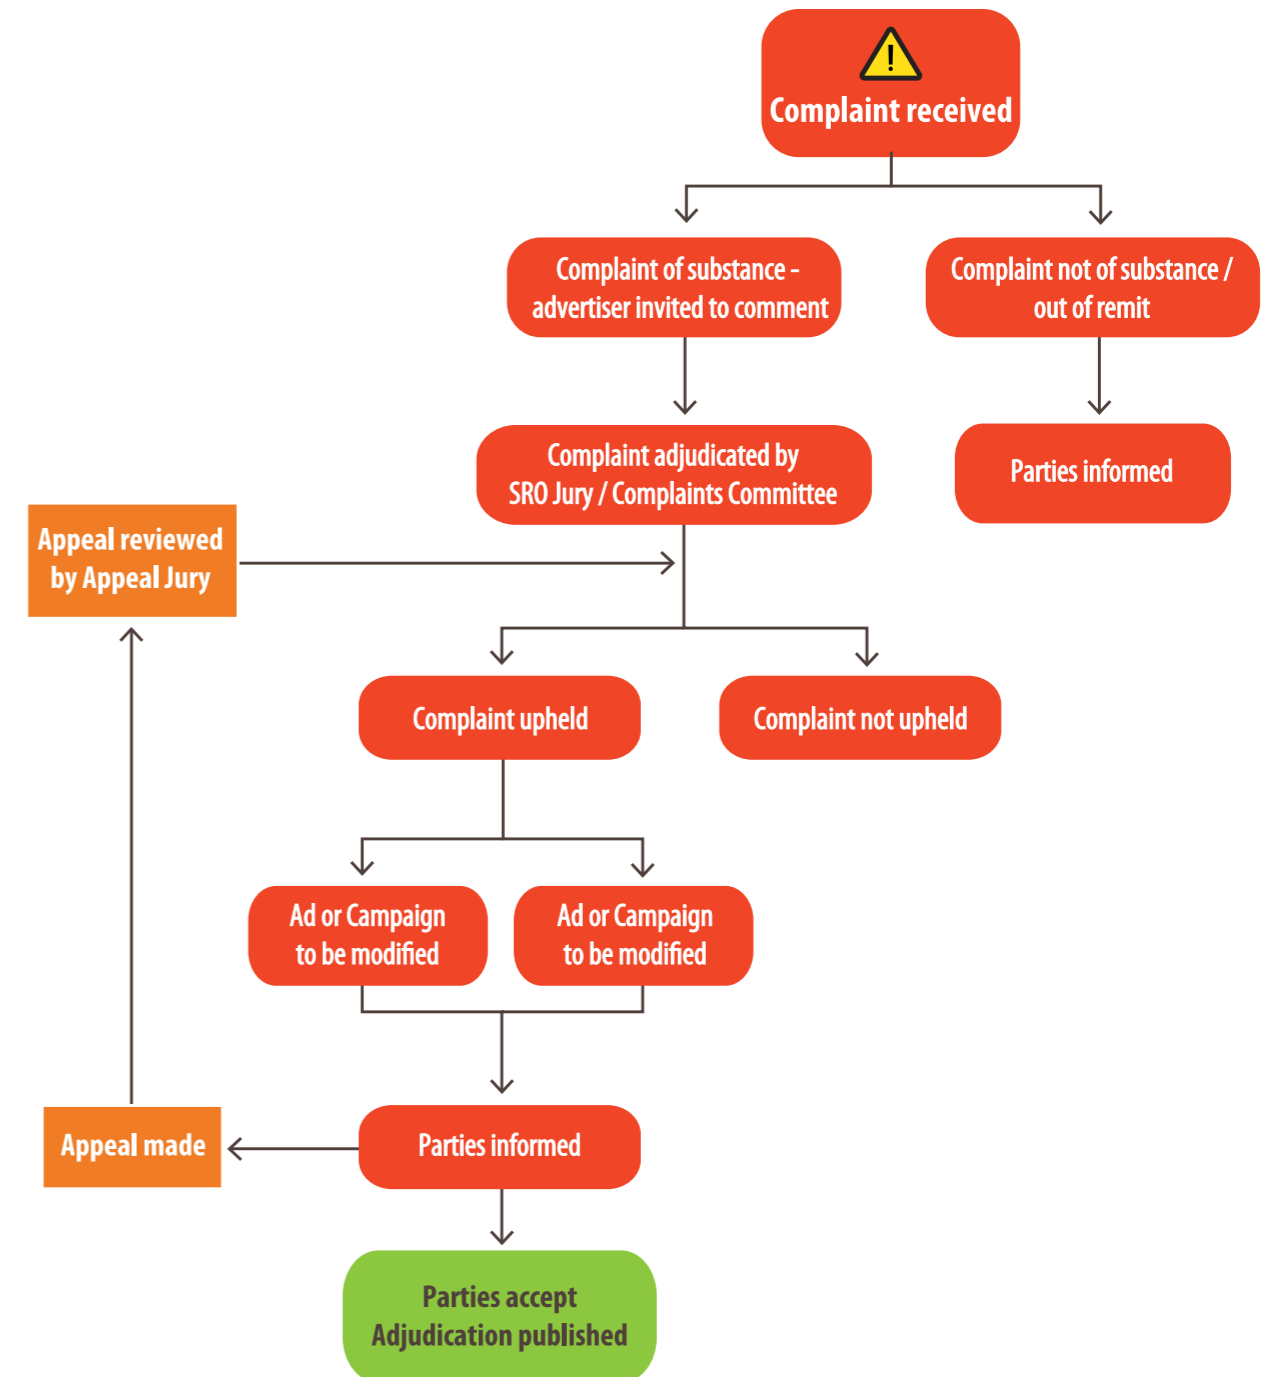 !
Complaint received
Complaint of substance -
advertiser invited to comment
Complaint not of substance /
out of remit
Complaint adjudicated by
SRO Jury / Complaints Committee
Parties informed
Appeal reviewed
by Appeal Jury
Complaint upheld
Complaint not upheld
Ad or Campaign
to be modified
Ad or Campaign
to be modified
Appeal made
Parties informed
Parties accept
Adjudication published